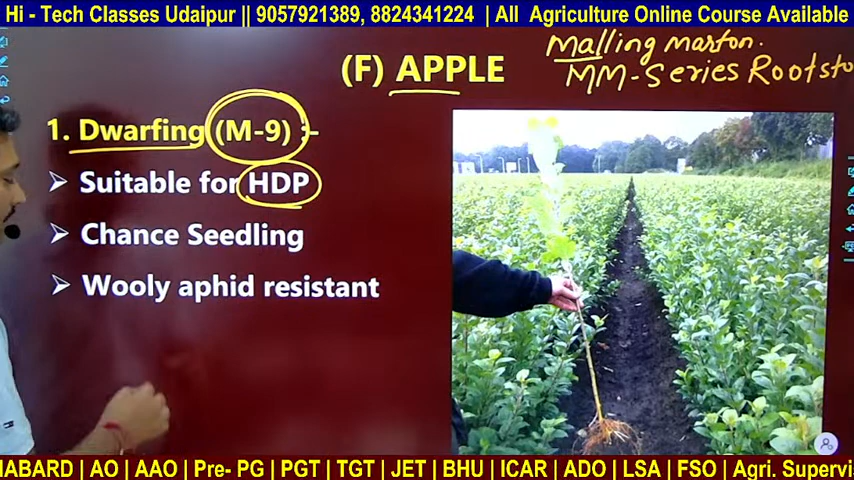 Hi - Tech Classes Udaipur || 9057921389, 8824341224 | All Agriculture Online Course Available
Malling marton.
MM-Series Rootsto
(F) APPLE
1. Dwarfing (M-9) :-
➢ Suitable for HDP
➢ Chance Seedling
➢ Wooly aphid resistant
NABARD | AO | AAO | Pre- PG | PGT | TGT | JET | BHU | ICAR | ADO | LSA | FSO | Agri. Supervi